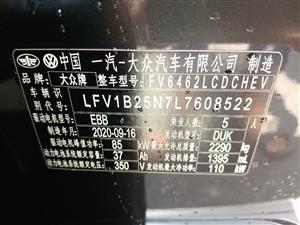 中国 一汽-大众汽车有限公司 制造
品牌 大众牌 整车型号 FV6462LCDCHEV
车辆识别 LFV1B25N7L7608522
驱动电机型号 EBB 乘坐人数 5 人
制造年月 2020-09-16 发动机型号 DUK
驱动电机峰值功率 85 kW 最大允许总质量 2290 kg
动力电池系统额定容量 37 Ah 发动机排量 1395 mL
动力电池系统额定电压 350 V 发动机最大净功率 110 kW